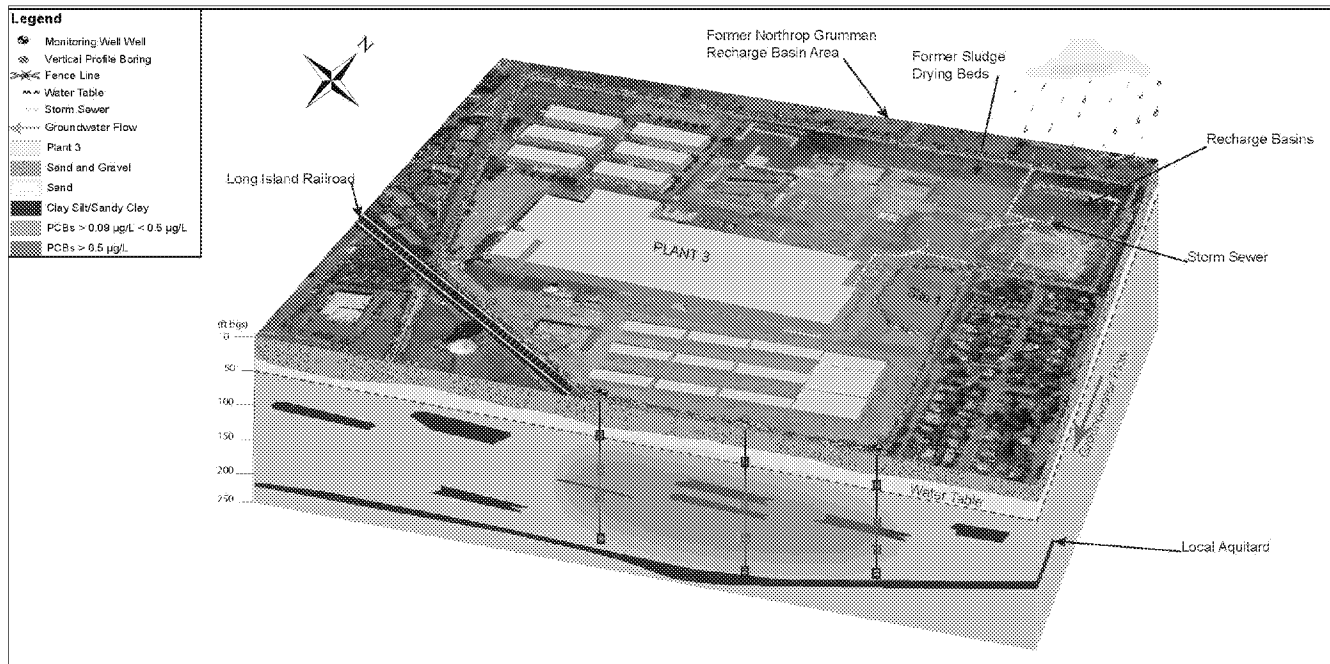 Legend
Monitoring Well Well
Vertical Profile Boring
Fence Line
Water Table
Storm Sewer
Groundwater Flow
Plant 3
Sand and Gravel
Sand
Clay Silt/Sandy Clay
PCBs > 0.09 µg/L < 0.5 µg/L
PCBs > 0.5 µg/L
N
Former Northrop Grumman
Recharge Basin Area
Former Sludge
Drying Beds
Recharge Basins
Long Island Railroad
Storm Sewer
PLANT 3
Site 1
(ft bgs)
0
50
100
150
200
250
Groundwater Flow
Water Table
Local Aquitard